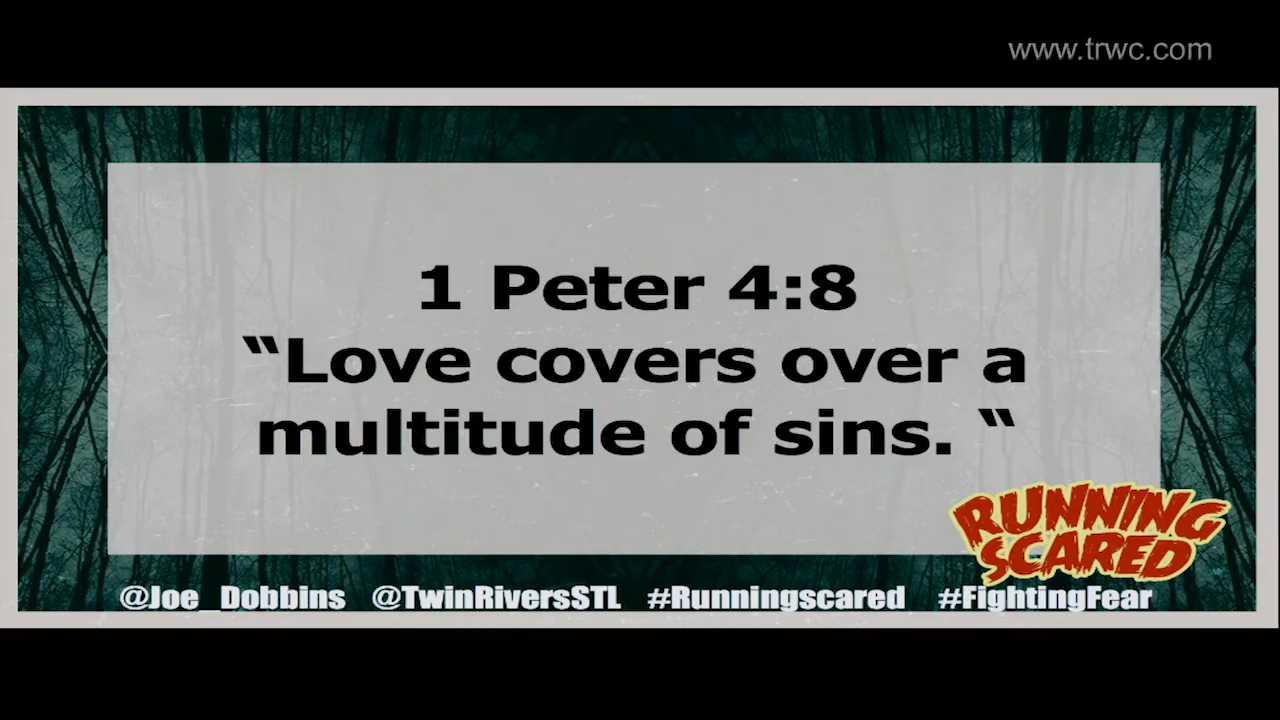 www.trwc.com
1 Peter 4:8
“Love covers over a
multitude of sins. “
RUNNING
SCARED
@Joe_Dobbins @TwinRiversSTL #Runningscared #FightingFear